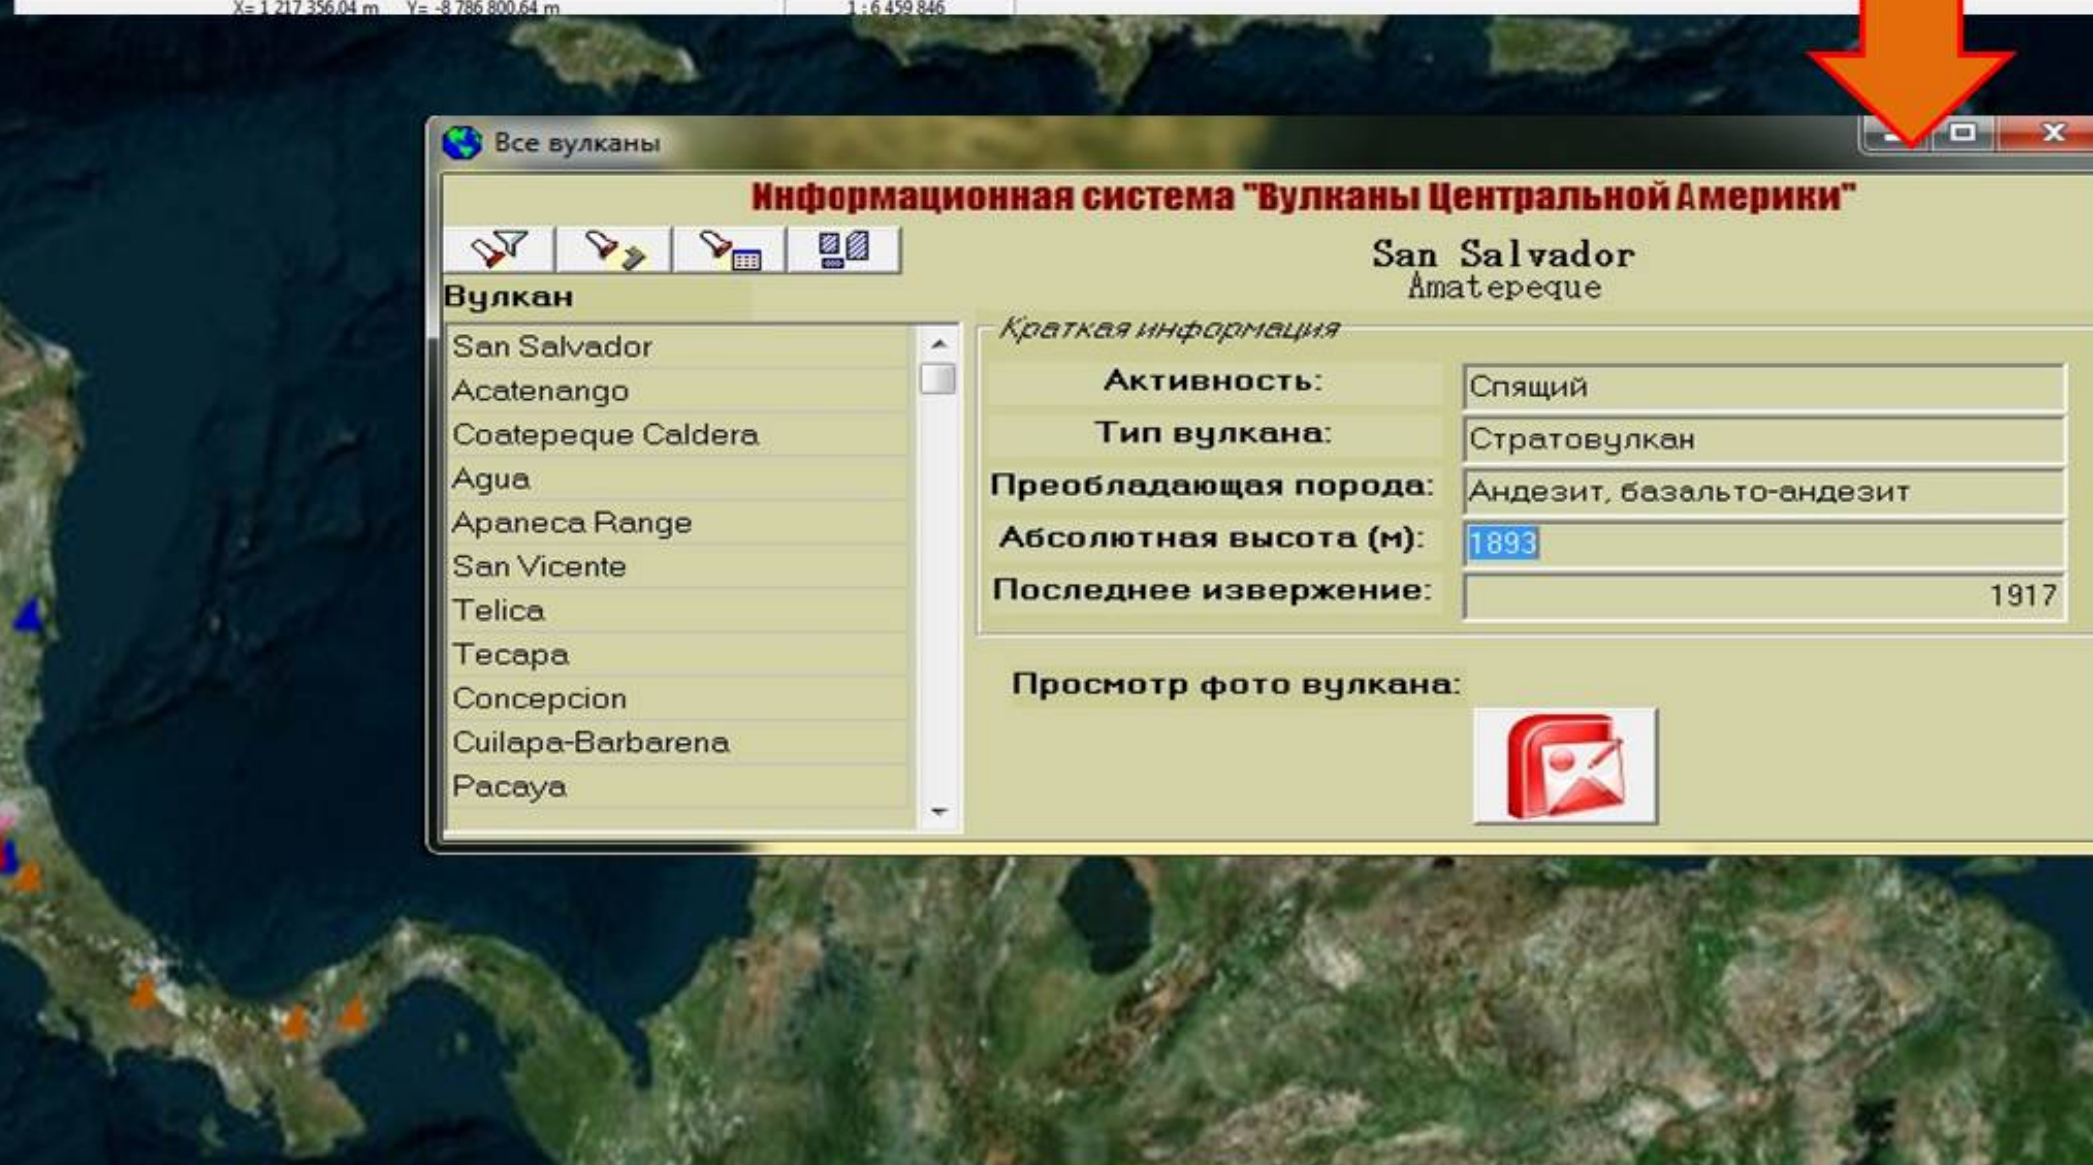 X= 1 217 356,04 m Y= -8 786 800,64 m 1 : 6 459 846
Все вулканы
Информационная система "Вулканы Центральной Америки"
San Salvador
Amatepeque
Вулкан
San Salvador
Acatenango
Coatepeque Caldera
Agua
Apaneca Range
San Vicente
Telica
Tecapa
Concepcion
Cuilapa-Barbarena
Pacaya
Краткая информация
Активность: Спящий
Тип вулкана: Стратовулкан
Преобладающая порода: Андезит, базальто-андезит
Абсолютная высота (м): 1893
Последнее извержение: 1917
Просмотр фото вулкана: